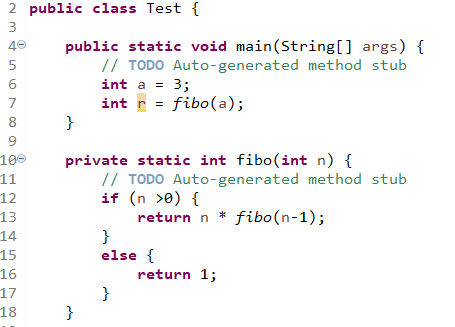 2 public class Test {
3
4 public static void main(String[] args) {
5 // TODO Auto-generated method stub
6 int a = 3;
7 int r = fibo(a);
8 }
9
10 private static int fibo(int n) {
11 // TODO Auto-generated method stub
12 if (n >0) {
13 return n * fibo(n-1);
14 }
15 else {
16 return 1;
17 }
18 }